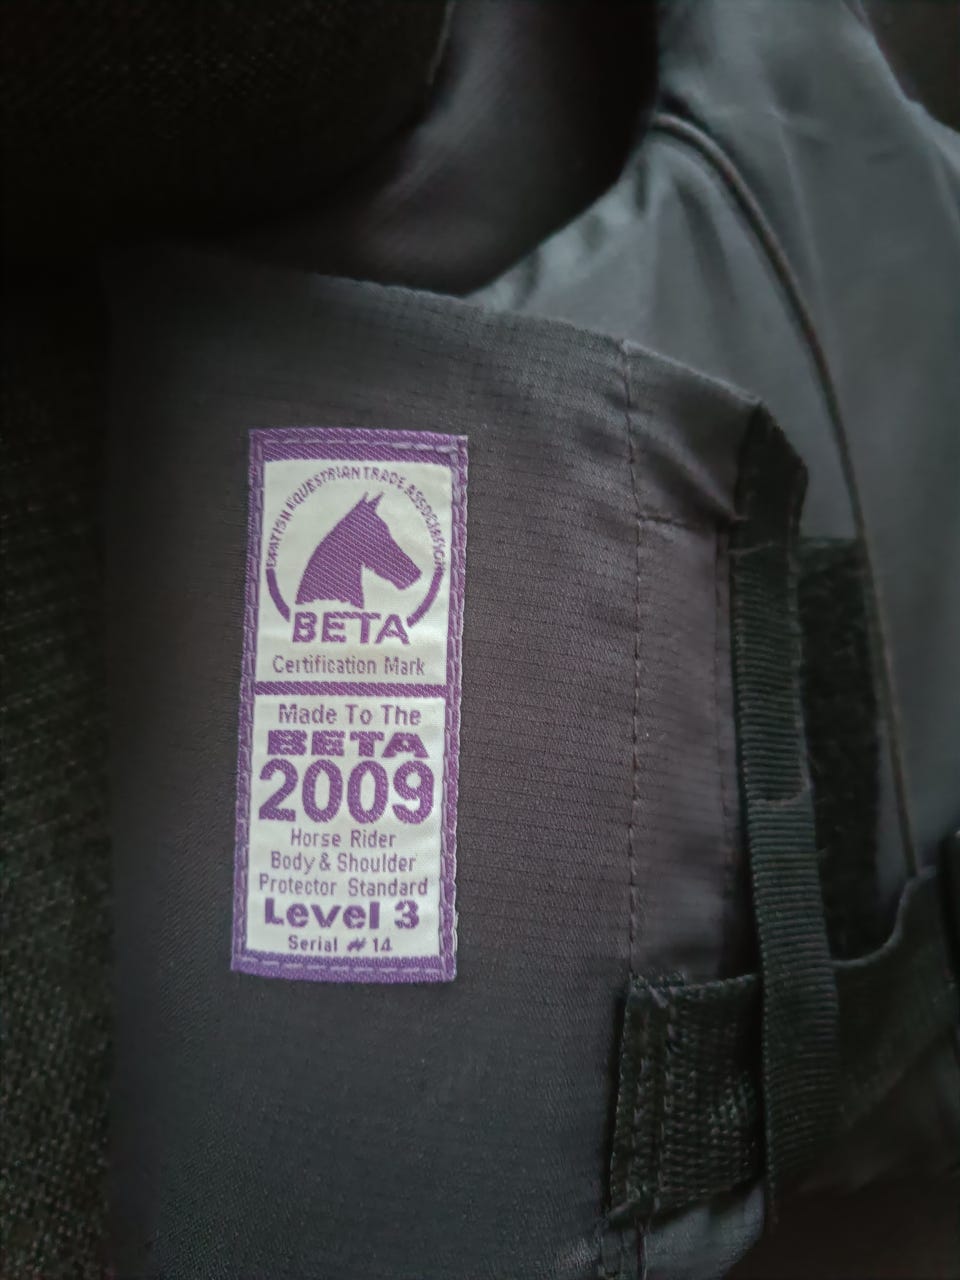 BRITISH EQUESTRIAN TRADE ASSOCIATION
BETA
Certification Mark
Made To The
BETA
2009
Horse Rider
Body & Shoulder
Protector Standard
Level 3
Serial # 14